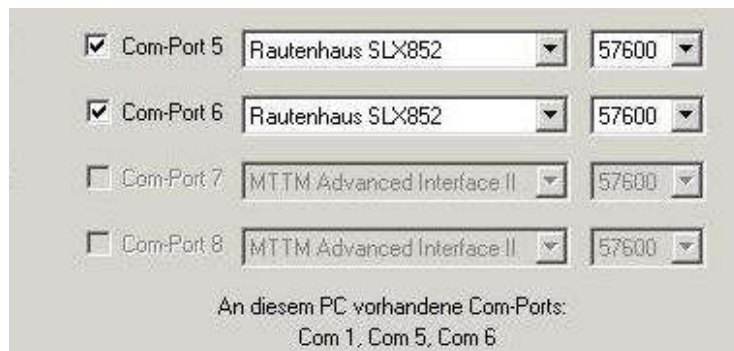 Com-Port 5 Rautenhaus SLX852 57600
Com-Port 6 Rautenhaus SLX852 57600
Com-Port 7 MTTM Advanced Interface II 57600
Com-Port 8 MTTM Advanced Interface II 57600
An diesem PC vorhandene Com-Ports:
Com 1, Com 5, Com 6